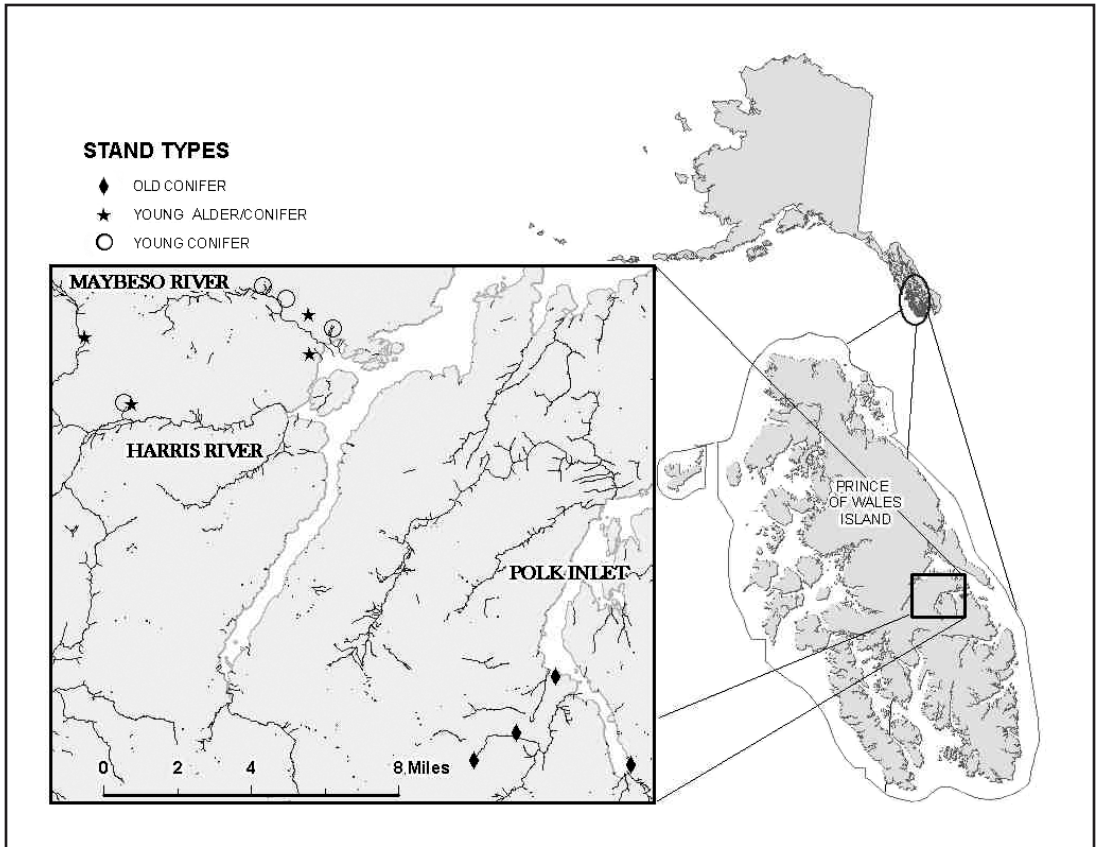 STAND TYPES
OLD CONIFER
YOUNG ALDER/CONIFER
YOUNG CONIFER
MAYBESO RIVER
HARRIS RIVER
POLK INLET
0 2 4 8 Miles
PRINCE
OF WALES
ISLAND